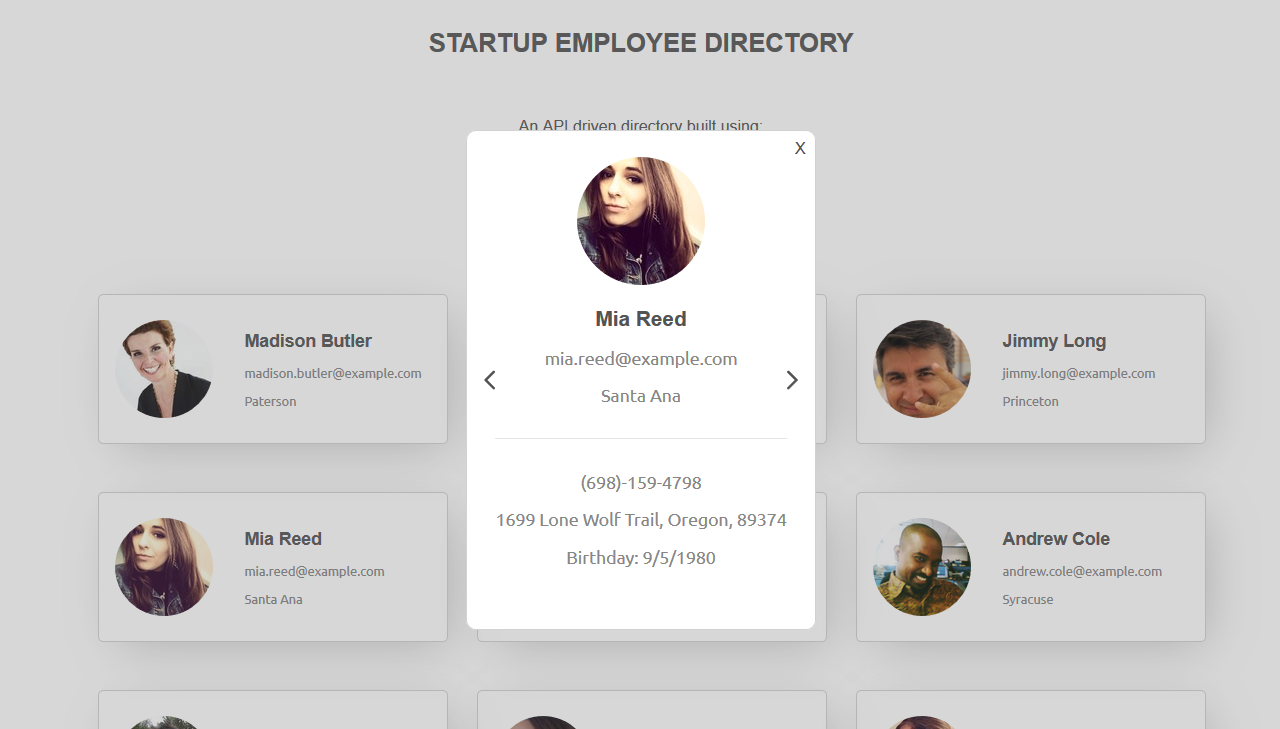 STARTUP EMPLOYEE DIRECTORY
An API driven directory built using:
X
Mia Reed
mia.reed@example.com
Santa Ana
(698)-159-4798
1699 Lone Wolf Trail, Oregon, 89374
Birthday: 9/5/1980
Madison Butler
madison.butler@example.com
Paterson
Jimmy Long
jimmy.long@example.com
Princeton
Mia Reed
mia.reed@example.com
Santa Ana
Andrew Cole
andrew.cole@example.com
Syracuse